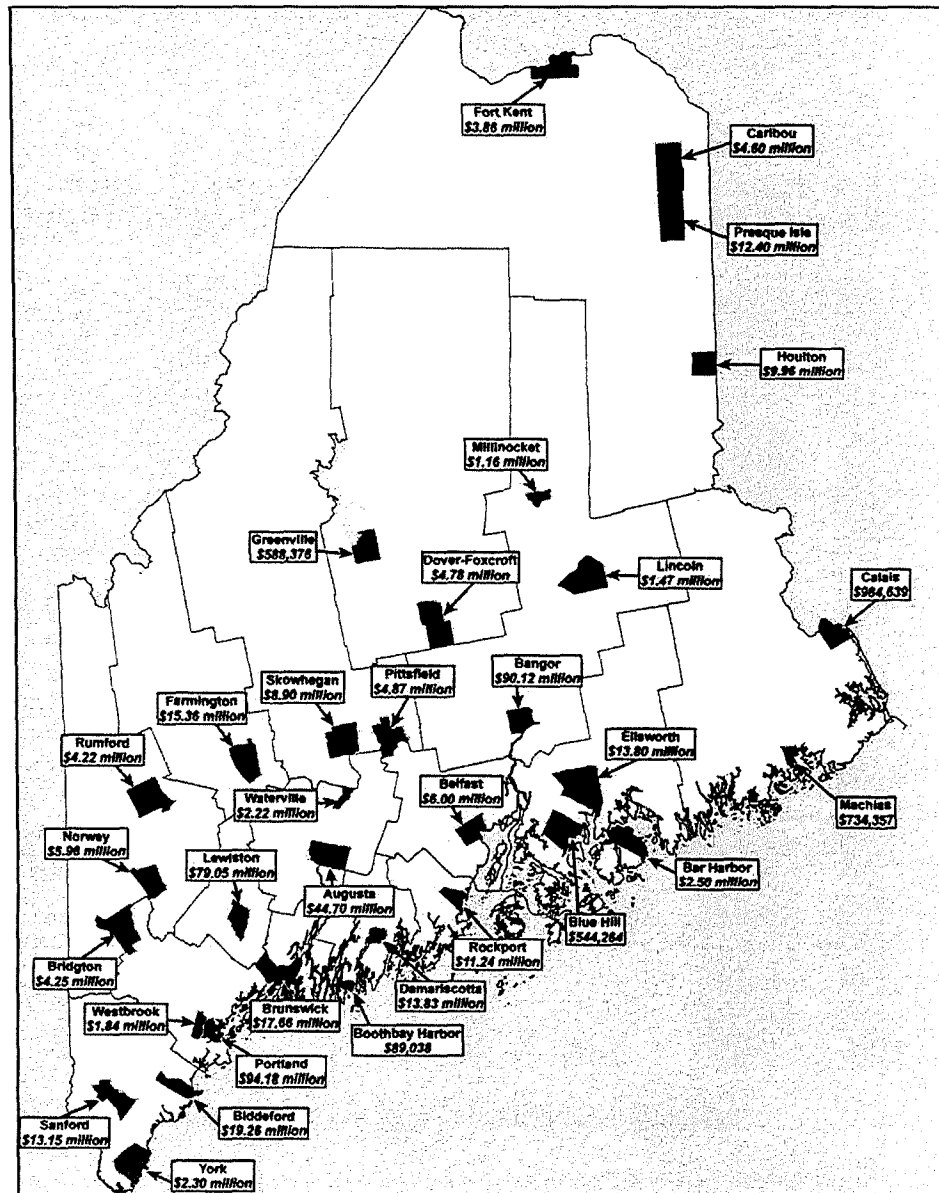 Fort Kent
$3.86 million
Caribou
$4.60 million
Presque Isle
$12.40 million
Houlton
$9.96 million
Millinocket
$1.16 million
Greenville
$588,376
Dover-Foxcroft
$4.78 million
Lincoln
$1.47 million
Calais
$964,639
Bangor
$90.12 million
Pittsfield
$4.87 million
Skowhegan
$8.90 million
Farmington
$15.36 million
Ellsworth
$13.80 million
Rumford
$4.22 million
Belfast
$6.00 million
Waterville
$2.22 million
Machias
$734,357
Norway
$5.96 million
Lewiston
$79.05 million
Augusta
$44.70 million
Bar Harbor
$2.50 million
Blue Hill
$544,264
Rockport
$11.24 million
Bridgton
$4.25 million
Damariscotta
$13.83 million
Brunswick
$17.66 million
Westbrook
$1.84 million
Boothbay Harbor
$89,038
Portland
$94.18 million
Biddeford
$19.26 million
Sanford
$13.15 million
York
$2.30 million